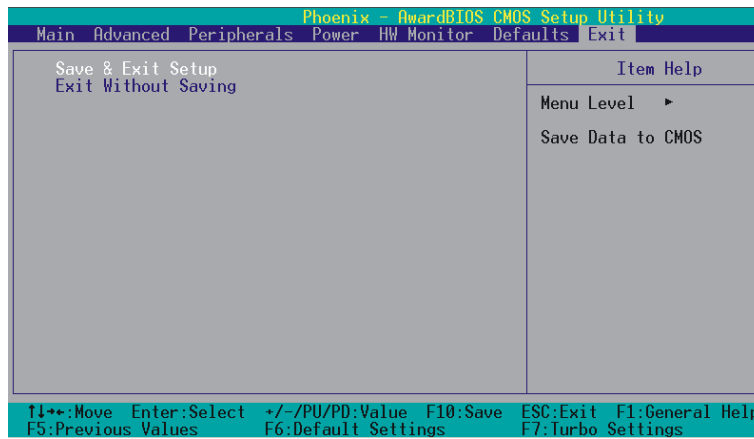 Phoenix - AwardBIOS CMOS Setup Utility
Main Advanced Peripherals Power HW Monitor Defaults Exit
Save & Exit Setup
Exit Without Saving
Item Help
Menu Level ►
Save Data to CMOS
↑↓→←:Move Enter:Select +/-/PU/PD:Value F10:Save ESC:Exit F1:General Help
F5:Previous Values F6:Default Settings F7:Turbo Settings